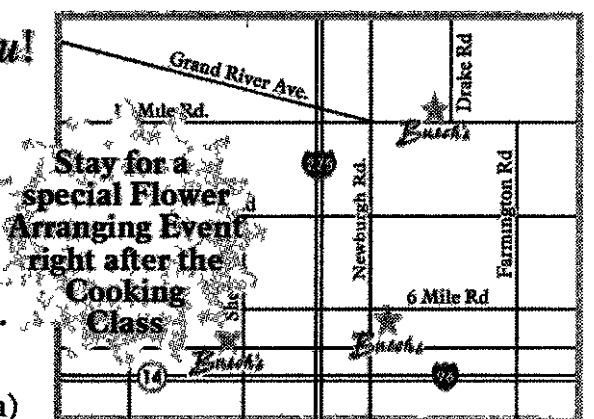 u!
Grand River Ave.
Drake Rd
Mile Rd.
Busch's
Stay for a
special Flower
Arranging Event
right after the
Cooking
Class
Newburgh Rd.
Farmington Rd
6 Mile Rd
Busch's
Busch's
14
96
a)